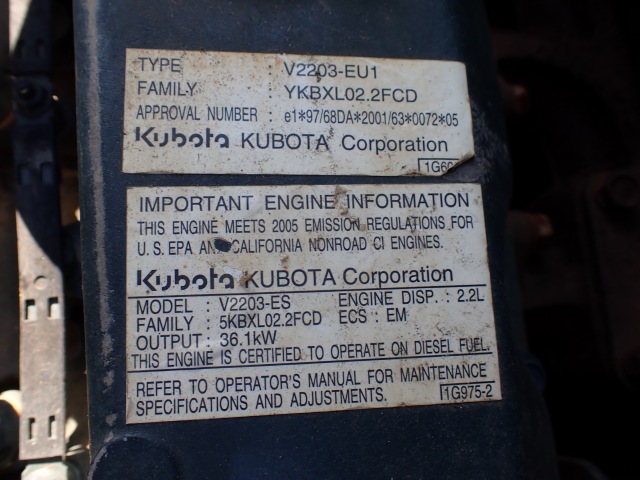 TYPE : V2203-EU1
FAMILY : YKBXL02.2FCD
APPROVAL NUMBER : e1*97/68DA*2001/63*0072*05
Kubota KUBOTA Corporation
IMPORTANT ENGINE INFORMATION
THIS ENGINE MEETS 2005 EMISSION REGULATIONS FOR
U.S. EPA AND CALIFORNIA NONROAD CI ENGINES.
Kubota KUBOTA Corporation
MODEL : V2203-ES ENGINE DISP. : 2.2L
FAMILY : 5KBXL02.2FCD ECS : EM
OUTPUT : 36.1kW
THIS ENGINE IS CERTIFIED TO OPERATE ON DIESEL FUEL.
REFER TO OPERATOR'S MANUAL FOR MAINTENANCE
SPECIFICATIONS AND ADJUSTMENTS. 1G975-2